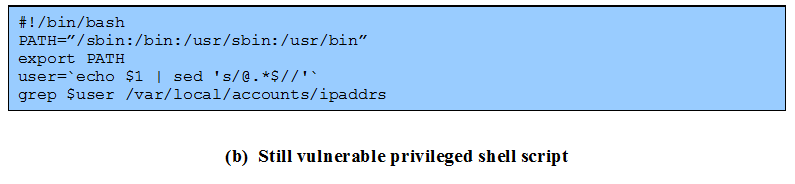 #!/bin/bash
PATH=”/sbin:/bin:/usr/sbin:/usr/bin”
export PATH
user=`echo $1 | sed 's/@.*$//'`
grep $user /var/local/accounts/ipaddrs
(b) Still vulnerable privileged shell script